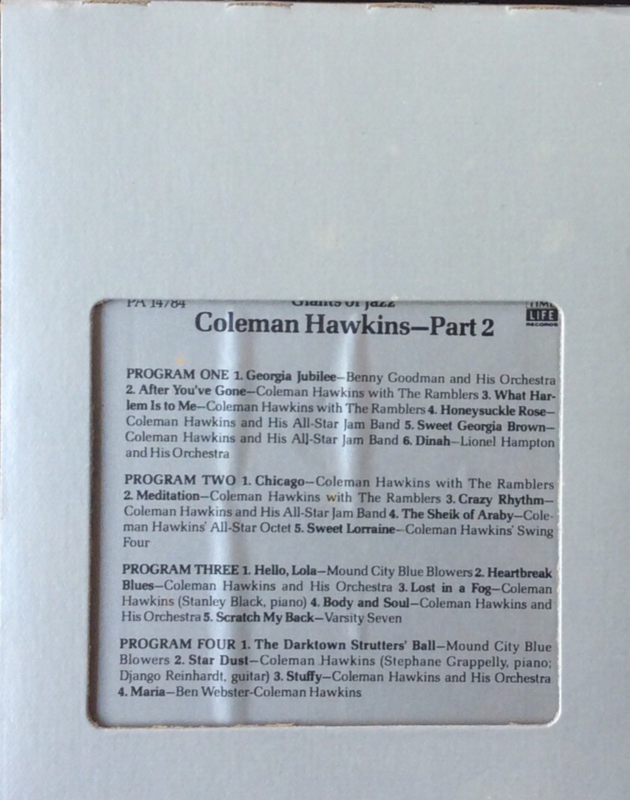 PA 14784 Giants of Jazz TIME
Coleman Hawkins—Part 2 LIFE
RECORDS
PROGRAM ONE 1. Georgia Jubilee—Benny Goodman and His Orchestra
2. After You've Gone—Coleman Hawkins with The Ramblers 3. What Har-
lem Is to Me—Coleman Hawkins with The Ramblers 4. Honeysuckle Rose—
Coleman Hawkins and His All-Star Jam Band 5. Sweet Georgia Brown—
Coleman Hawkins and His All-Star Jam Band 6. Dinah—Lionel Hampton
and His Orchestra
PROGRAM TWO 1. Chicago—Coleman Hawkins with The Ramblers
2. Meditation—Coleman Hawkins with The Ramblers 3. Crazy Rhythm—
Coleman Hawkins and His All-Star Jam Band 4. The Sheik of Araby—Cole-
man Hawkins' All-Star Octet 5. Sweet Lorraine—Coleman Hawkins' Swing
Four
PROGRAM THREE 1. Hello, Lola—Mound City Blue Blowers 2. Heartbreak
Blues—Coleman Hawkins and His Orchestra 3. Lost in a Fog—Coleman
Hawkins (Stanley Black, piano) 4. Body and Soul—Coleman Hawkins and
His Orchestra 5. Scratch My Back—Varsity Seven
PROGRAM FOUR 1. The Darktown Strutters' Ball—Mound City Blue
Blowers 2. Star Dust—Coleman Hawkins (Stephane Grappelly, piano;
Django Reinhardt, guitar) 3. Stuffy—Coleman Hawkins and His Orchestra
4. Maria—Ben Webster-Coleman Hawkins